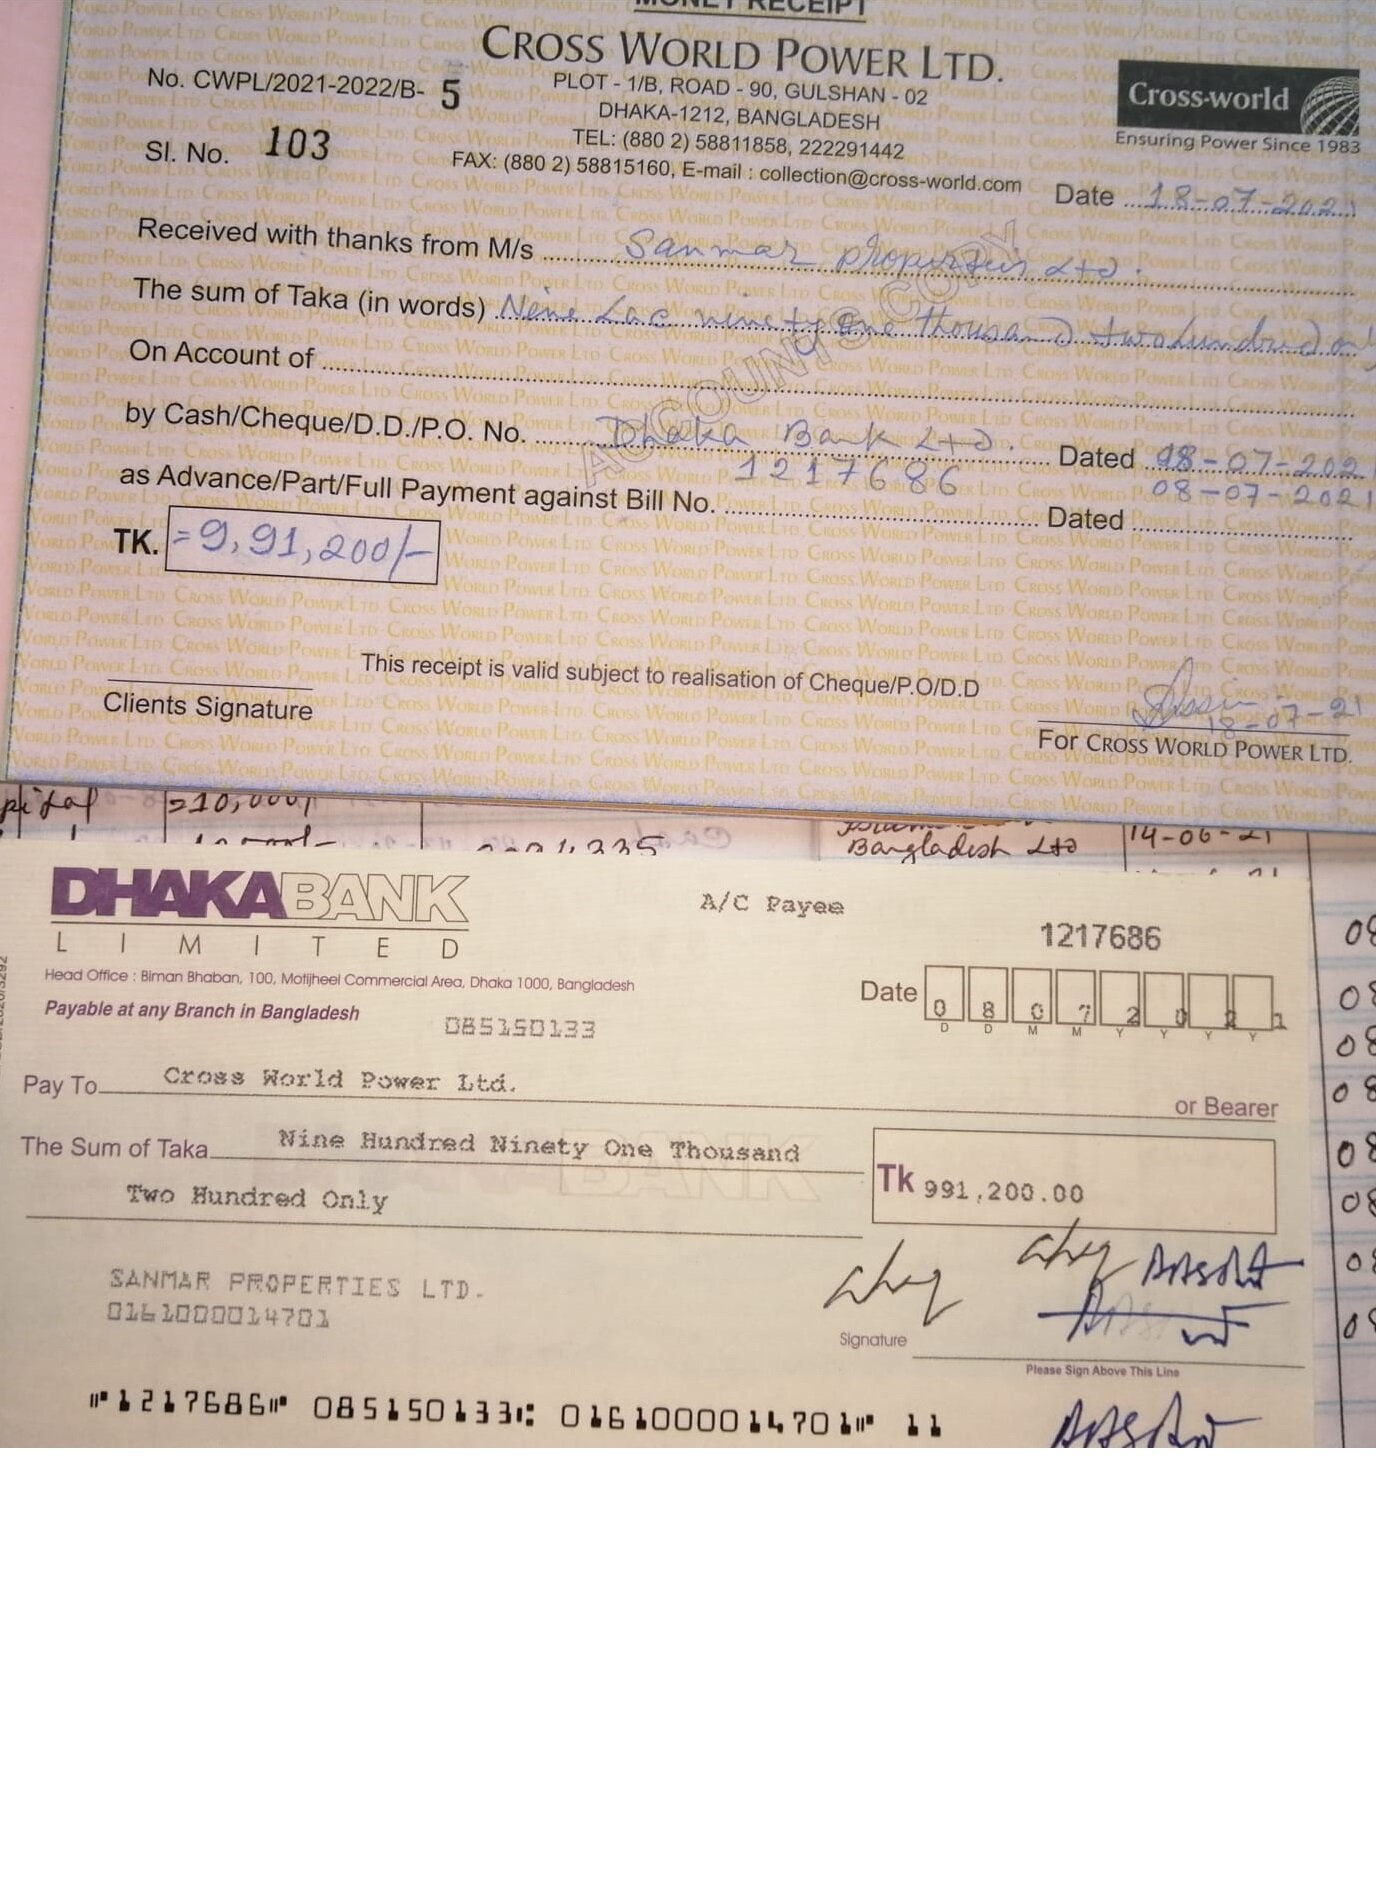 MONEY RECEIPT
CROSS WORLD POWER LTD.
No. CWPL/2021-2022/B- 5
PLOT - 1/B, ROAD - 90, GULSHAN - 02
DHAKA-1212, BANGLADESH
TEL: (880 2) 58811858, 222291442
FAX: (880 2) 58815160, E-mail : collection@cross-world.com
Cross-world
Ensuring Power Since 1983
Sl. No. 103
Date 18-07-2021
Received with thanks from M/s Sanmar properties Ltd.
The sum of Taka (in words) Nine Lac ninety one thousand two hundred only
On Account of
by Cash/Cheque/D.D./P.O. No. Dhaka Bank Ltd. Dated 18-07-2021
1217686 08-07-2021
as Advance/Part/Full Payment against Bill No. Dated
TK. =9,91,200/-
ACCOUNTS COPY
This receipt is valid subject to realisation of Cheque/P.O/D.D
Clients Signature
18-07-21
For CROSS WORLD POWER LTD.
=10,000/-
Bangladesh Ltd
14-06-21
DHAKA BANK
LIMITED
A/C Payee
1217686
Head Office : Biman Bhaban, 100, Motijheel Commercial Area, Dhaka 1000, Bangladesh
Payable at any Branch in Bangladesh
085150133
Date 0 8 0 7 2 0 2 1
D D M M Y Y Y Y
Pay To Cross World Power Ltd.
or Bearer
The Sum of Taka Nine Hundred Ninety One Thousand
Two Hundred Only
Tk 991,200.00
BANK
SANMAR PROPERTIES LTD.
0161000014701
Signature
Please Sign Above This Line
⑈1217686⑈ 085150133⑆ 0161000014701⑈ 11